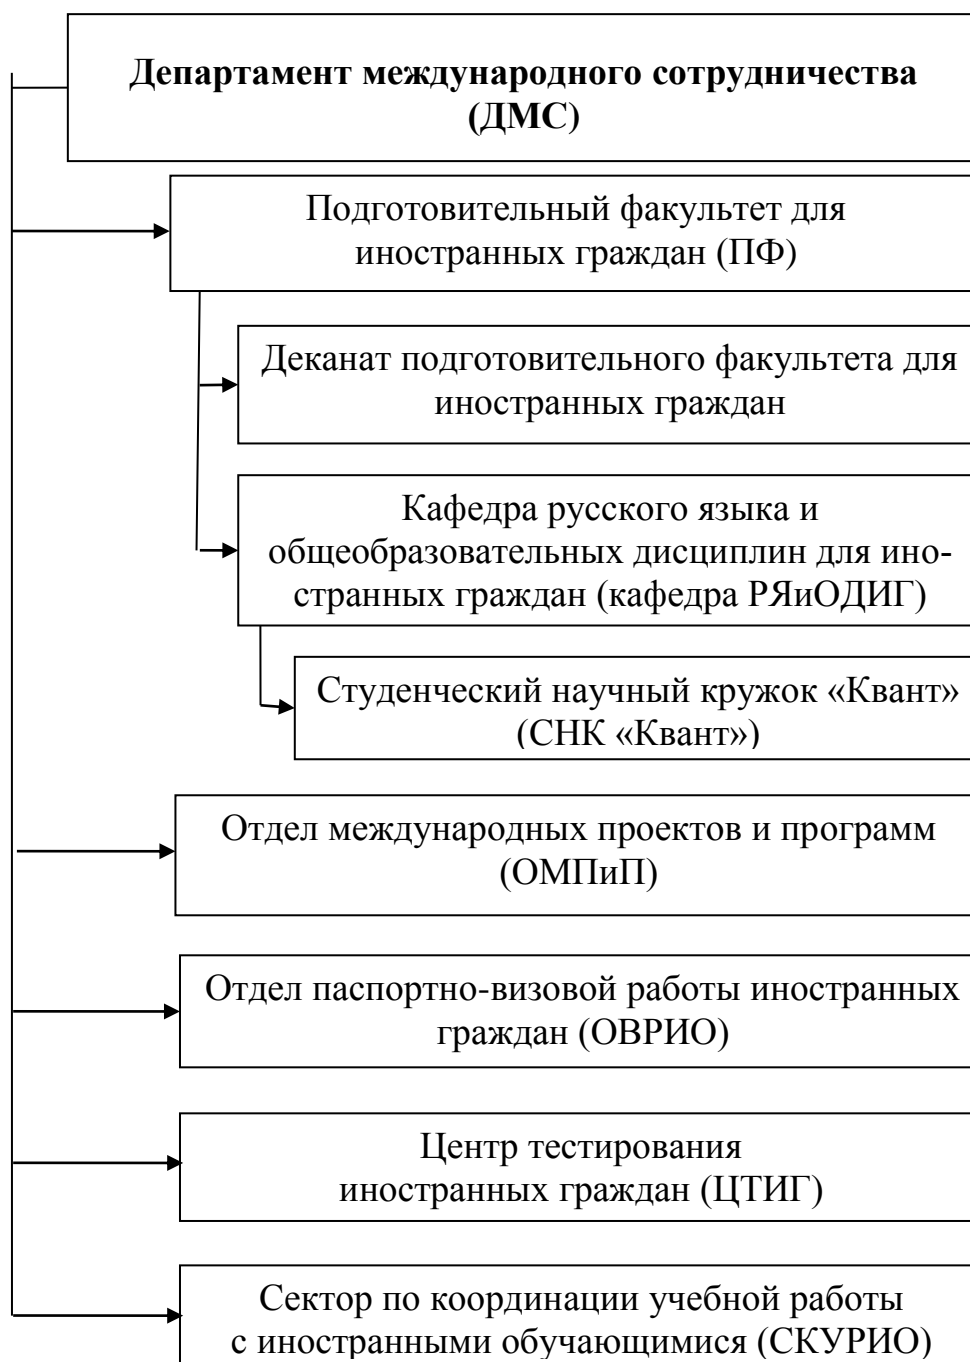 Департамент международного сотрудничества
(ДМС)
Подготовительный факультет для
иностранных граждан (ПФ)
Деканат подготовительного факультета для
иностранных граждан
Кафедра русского языка и
общеобразовательных дисциплин для ино-
странных граждан (кафедра РЯиОДИГ)
Студенческий научный кружок «Квант»
(СНК «Квант»)
Отдел международных проектов и программ
(ОМПиП)
Отдел паспортно-визовой работы иностранных
граждан (ОВРИО)
Центр тестирования
иностранных граждан (ЦТИГ)
Сектор по координации учебной работы
с иностранными обучающимися (СКУРИО)